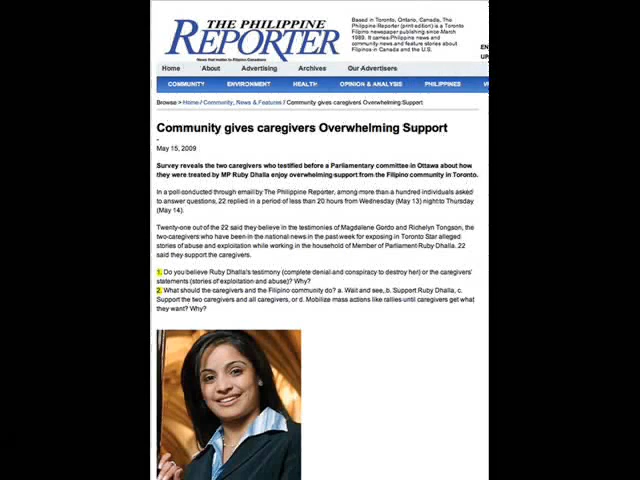 THE PHILIPPINE
REPORTER
News that matter to Filipino Canadians
Based in Toronto, Ontario, Canada, The
Philippine Reporter (print edition) is a Toronto
Filipino newspaper publishing since March
1989. It carries Philippine news and
community news and feature stories about
Filipinos in Canada and the U.S.
EN
UP
Home About Advertising Archives Our Advertisers
COMMUNITY ENVIRONMENT HEALTH OPINION & ANALYSIS PHILIPPINES
Browse > Home / Community, News & Features / Community gives caregivers Overwhelming Support
Community gives caregivers Overwhelming Support
-
May 15, 2009
Survey reveals the two caregivers who testified before a Parliamentary committee in Ottawa about how
they were treated by MP Ruby Dhalla enjoy overwhelming support from the Filipino community in Toronto.
In a poll conducted through email by The Philippine Reporter, among more than a hundred individuals asked
to answer questions, 22 replied in a period of less than 20 hours from Wednesday (May 13) night to Thursday
(May 14).
Twenty-one out of the 22 said they believe in the testimonies of Magdalene Gordo and Richelyn Tongson, the
two caregivers who have been in the national news in the past week for exposing in Toronto Star alleged
stories of abuse and exploitation while working in the household of Member of Parliament Ruby Dhalla. 22
said they support the caregivers.
1. Do you believe Ruby Dhalla's testimony (complete denial and conspiracy to destroy her) or the caregivers'
statements (stories of exploitation and abuse)? Why?
2. What should the caregivers and the Filipino community do? a. Wait and see, b. Support Ruby Dhalla, c.
Support the two caregivers and all caregivers, or d. Mobilize mass actions like rallies until caregivers get what
they want? Why?